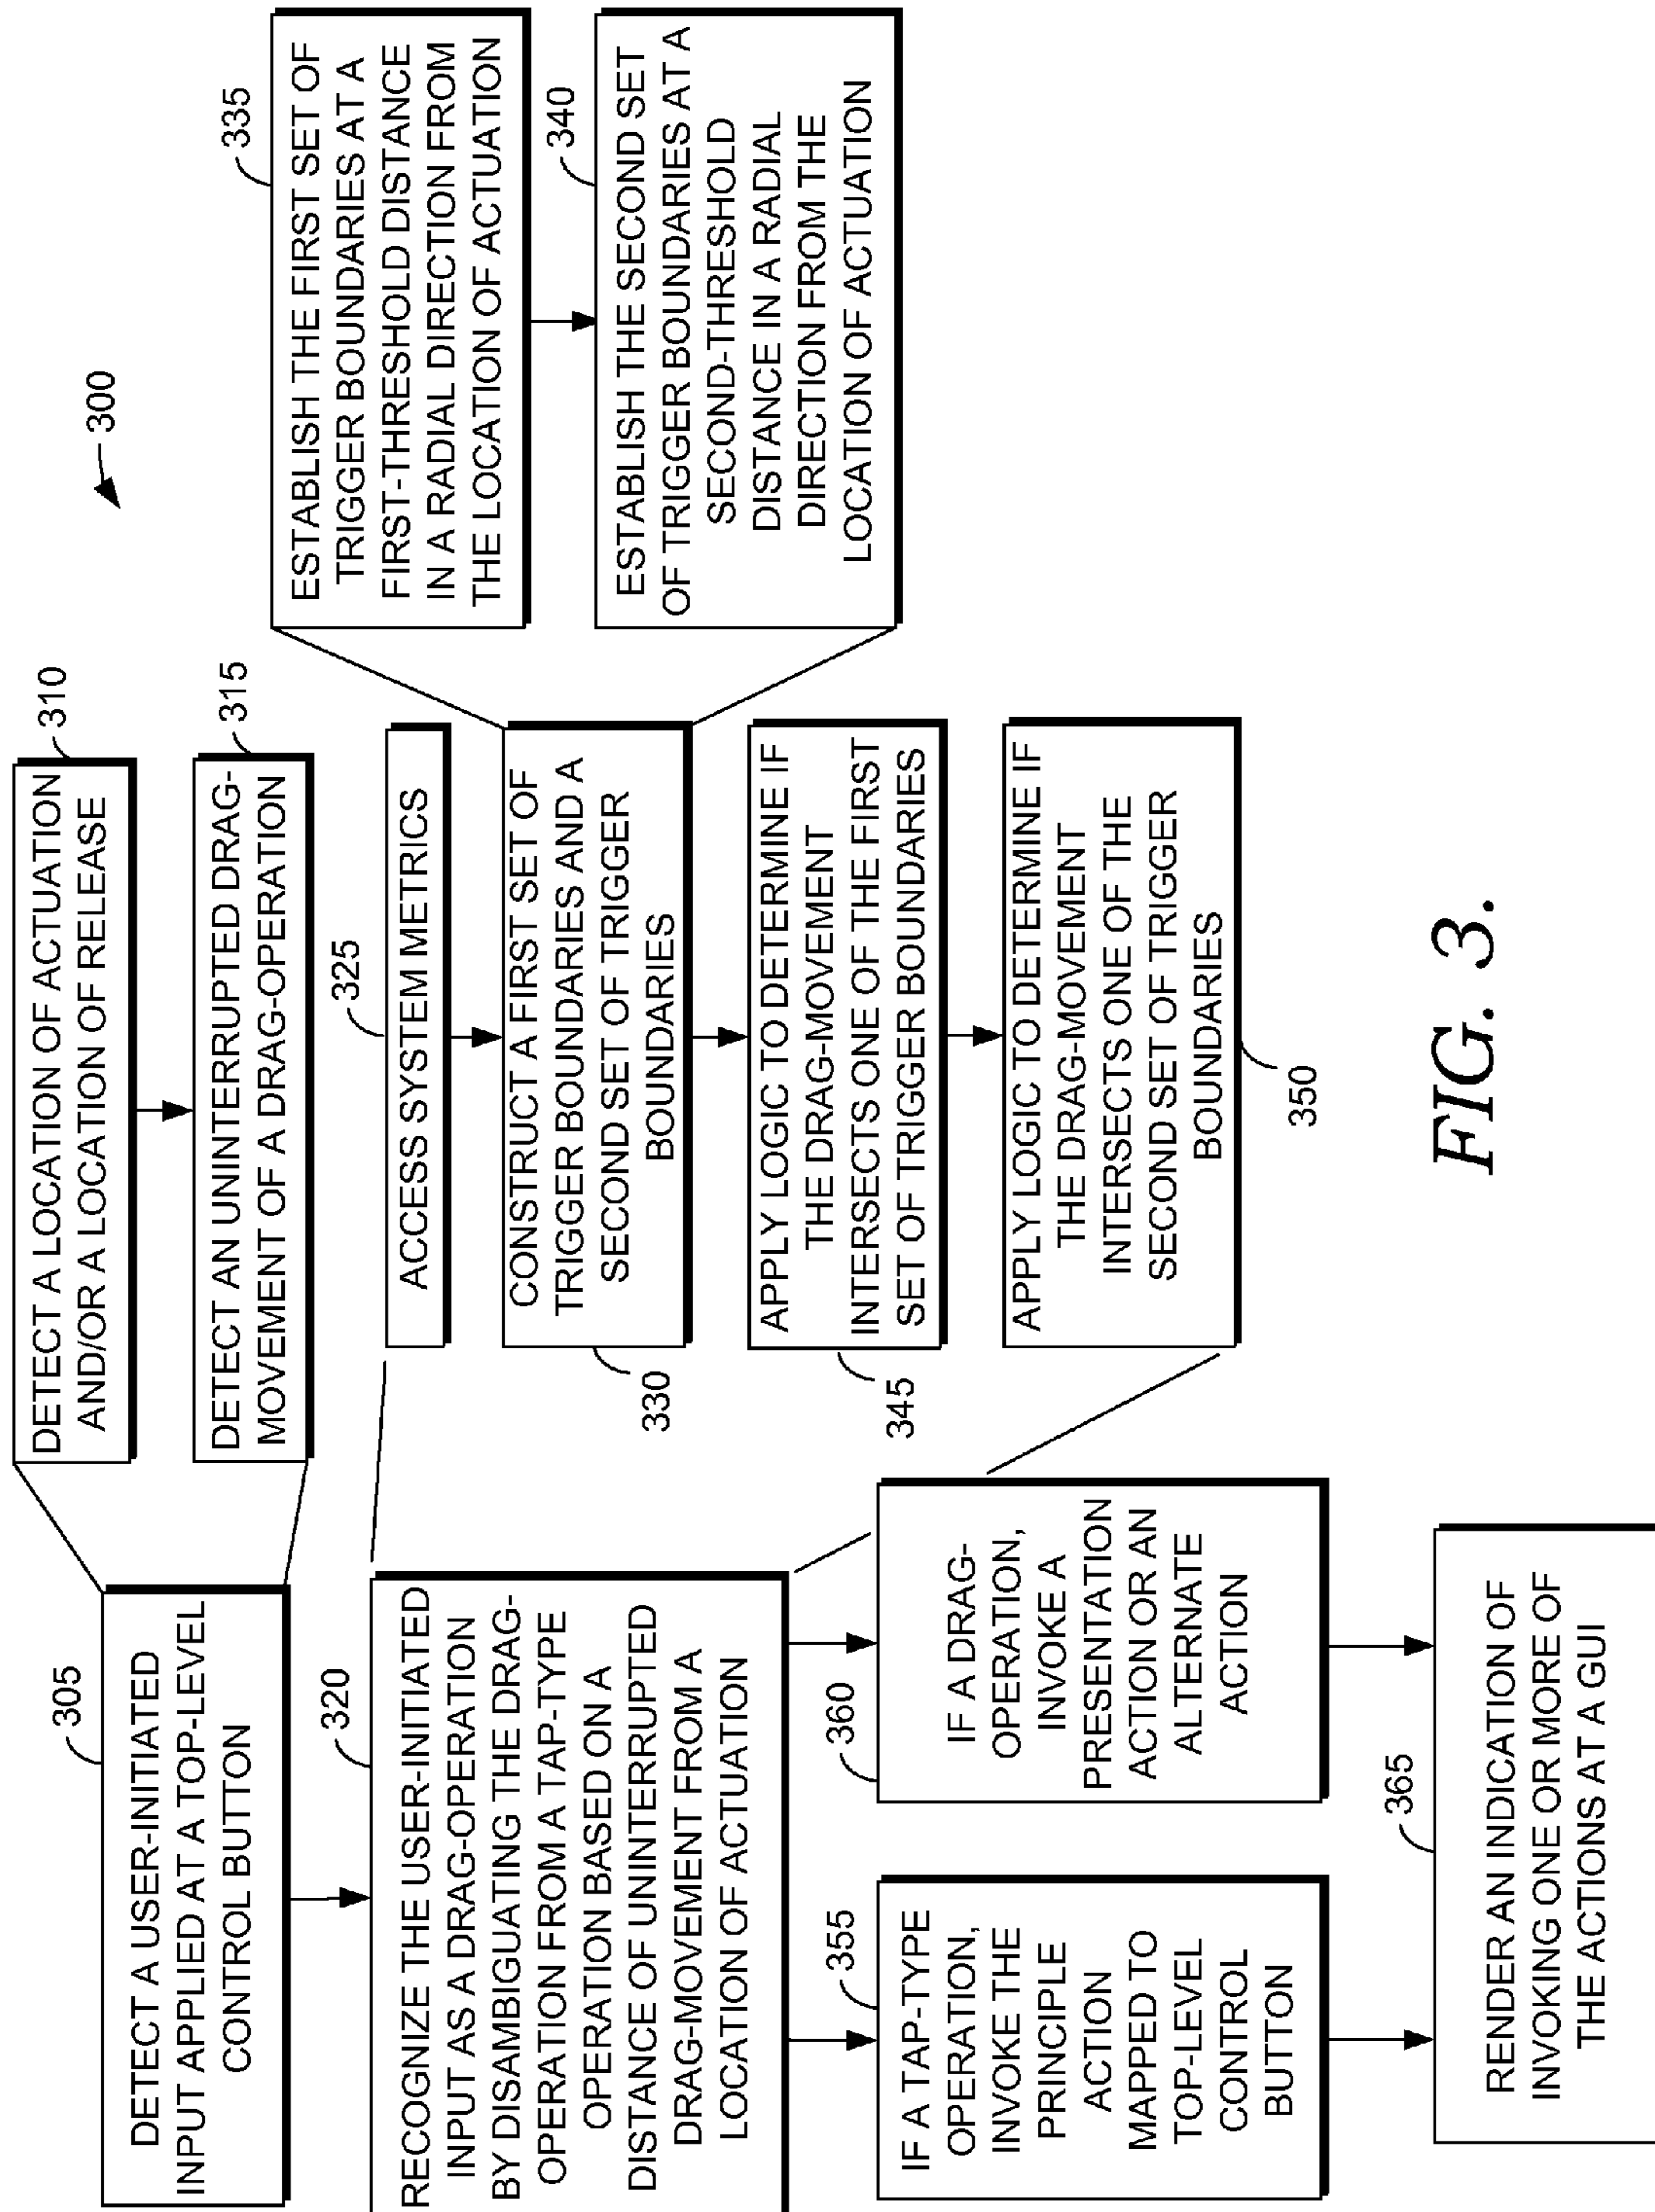 300
305
DETECT A USER-INITIATED
INPUT APPLIED AT A TOP-LEVEL
CONTROL BUTTON
310
DETECT A LOCATION OF ACTUATION
AND/OR A LOCATION OF RELEASE
315
DETECT AN UNINTERRUPTED DRAG-
MOVEMENT OF A DRAG-OPERATION
320
RECOGNIZE THE USER-INITIATED
INPUT AS A DRAG-OPERATION
BY DISAMBIGUATING THE DRAG-
OPERATION FROM A TAP-TYPE
OPERATION BASED ON A
DISTANCE OF UNINTERRUPTED
DRAG-MOVEMENT FROM A
LOCATION OF ACTUATION
325
ACCESS SYSTEM METRICS
330
CONSTRUCT A FIRST SET OF
TRIGGER BOUNDARIES AND A
SECOND SET OF TRIGGER
BOUNDARIES
335
ESTABLISH THE FIRST SET OF
TRIGGER BOUNDARIES AT A
FIRST-THRESHOLD DISTANCE
IN A RADIAL DIRECTION FROM
THE LOCATION OF ACTUATION
340
ESTABLISH THE SECOND SET
OF TRIGGER BOUNDARIES AT A
SECOND-THRESHOLD
DISTANCE IN A RADIAL
DIRECTION FROM THE
LOCATION OF ACTUATION
345
APPLY LOGIC TO DETERMINE IF
THE DRAG-MOVEMENT
INTERSECTS ONE OF THE FIRST
SET OF TRIGGER BOUNDARIES
350
APPLY LOGIC TO DETERMINE IF
THE DRAG-MOVEMENT
INTERSECTS ONE OF THE
SECOND SET OF TRIGGER
BOUNDARIES
355
IF A TAP-TYPE
OPERATION,
INVOKE THE
PRINCIPLE
ACTION
MAPPED TO
TOP-LEVEL
CONTROL
BUTTON
360
IF A DRAG-
OPERATION,
INVOKE A
PRESENTATION
ACTION OR AN
ALTERNATE
ACTION
365
RENDER AN INDICATION OF
INVOKING ONE OR MORE OF
THE ACTIONS AT A GUI
FIG. 3.